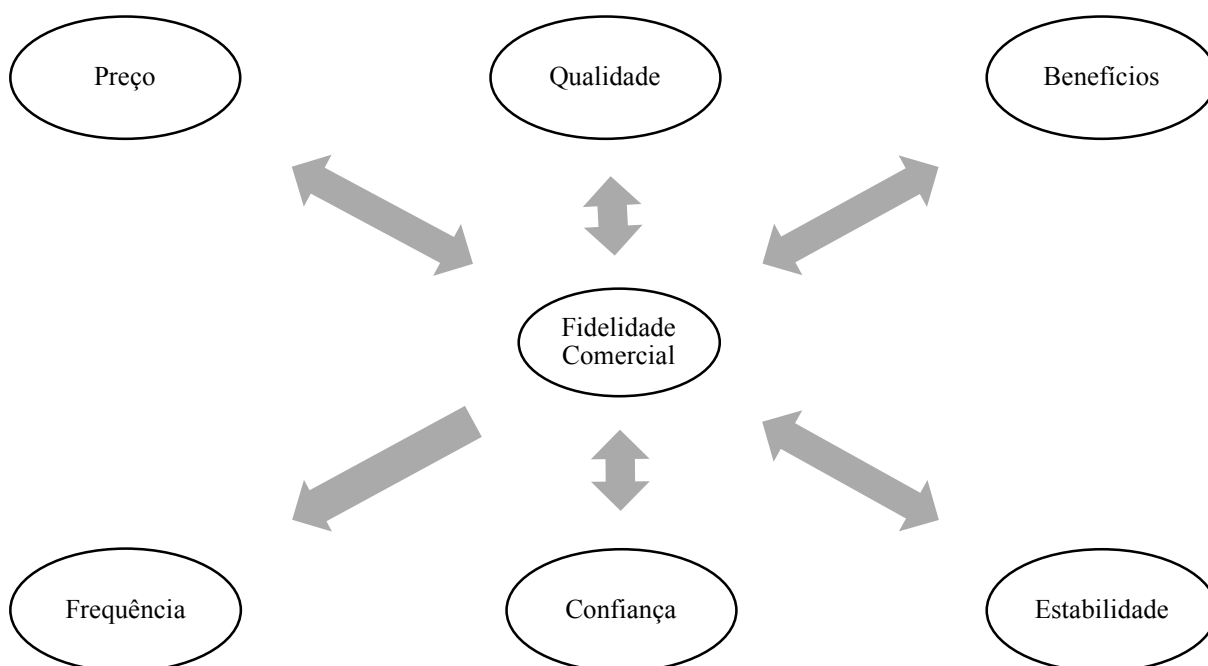 Preço
Qualidade
Benefícios
Fidelidade
Comercial
Frequência
Confiança
Estabilidade